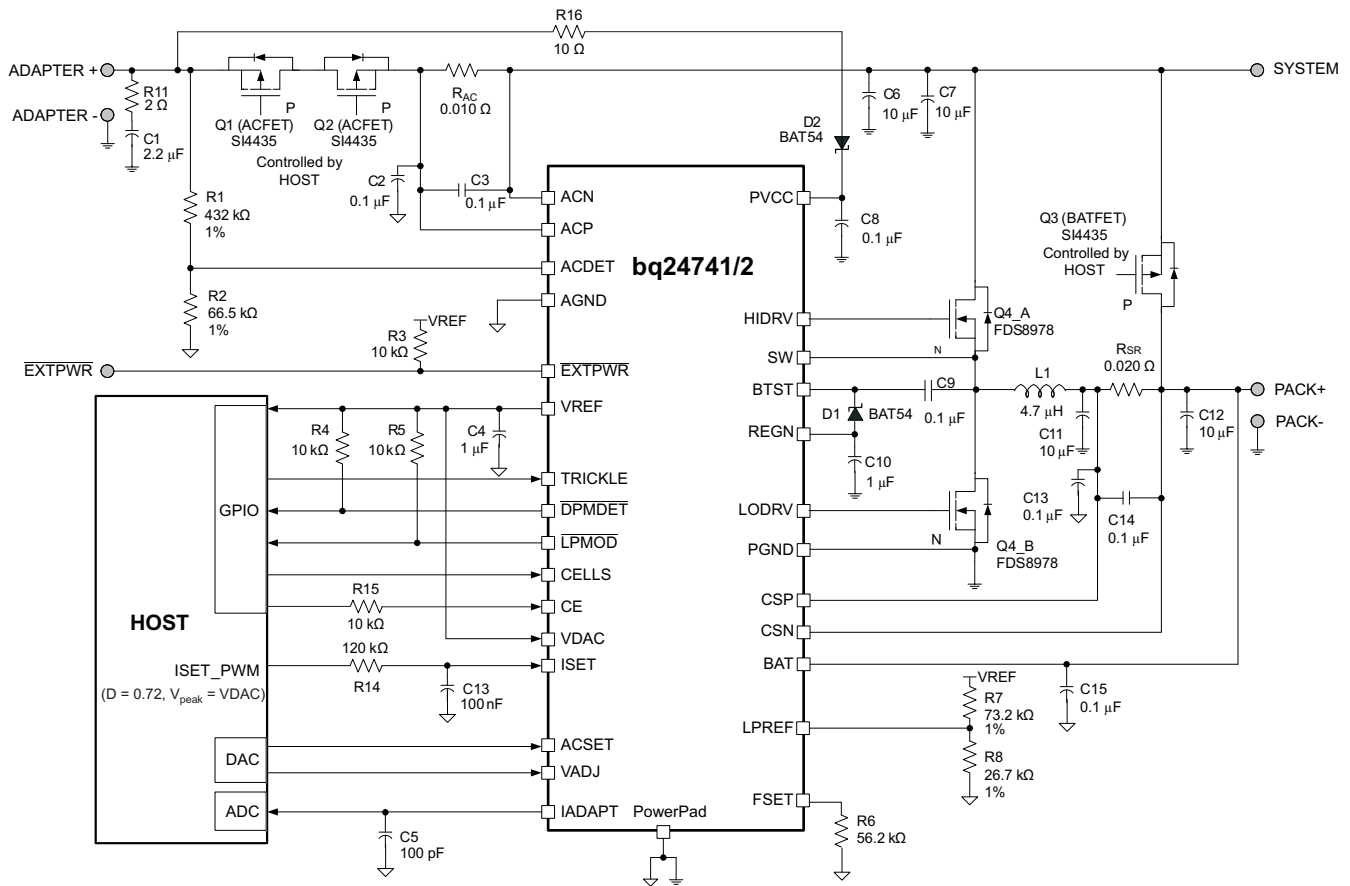 R16
10 Ω
ADAPTER +
R11
2 Ω
ADAPTER -
C1
2.2 µF
P
Q1 (ACFET)
SI4435
P
Q2 (ACFET)
SI4435
Controlled by
HOST
RAC
0.010 Ω
C6
10 µF
C7
10 µF
SYSTEM
D2
BAT54
C2
0.1 µF
C3
0.1 µF
R1
432 kΩ
1%
R2
66.5 kΩ
1%
C8
0.1 µF
Q3 (BATFET)
SI4435
Controlled by
HOST
P
bq24741/2
ACN
ACP
ACDET
AGND
EXTPWR
VREF
TRICKLE
DPMDET
LPMOD
CELLS
CE
VDAC
ISET
ACSET
VADJ
IADAPT
PowerPad
PVCC
HIDRV
SW
BTST
REGN
LODRV
PGND
CSP
CSN
BAT
LPREF
FSET
VREF
R3
10 kΩ
EXTPWR
R4
10 kΩ
R5
10 kΩ
C4
1 µF
GPIO
HOST
R15
10 kΩ
120 kΩ
R14
ISET_PWM
(D = 0.72, Vpeak = VDAC)
C13
100 nF
DAC
ADC
C5
100 pF
Q4_A
FDS8978
N
C9
0.1 µF
D1
BAT54
C10
1 µF
L1
4.7 µH
RSR
0.020 Ω
C11
10 µF
C12
10 µF
PACK+
PACK-
C13
0.1 µF
C14
0.1 µF
N
Q4_B
FDS8978
C15
0.1 µF
VREF
R7
73.2 kΩ
1%
R8
26.7 kΩ
1%
R6
56.2 kΩ